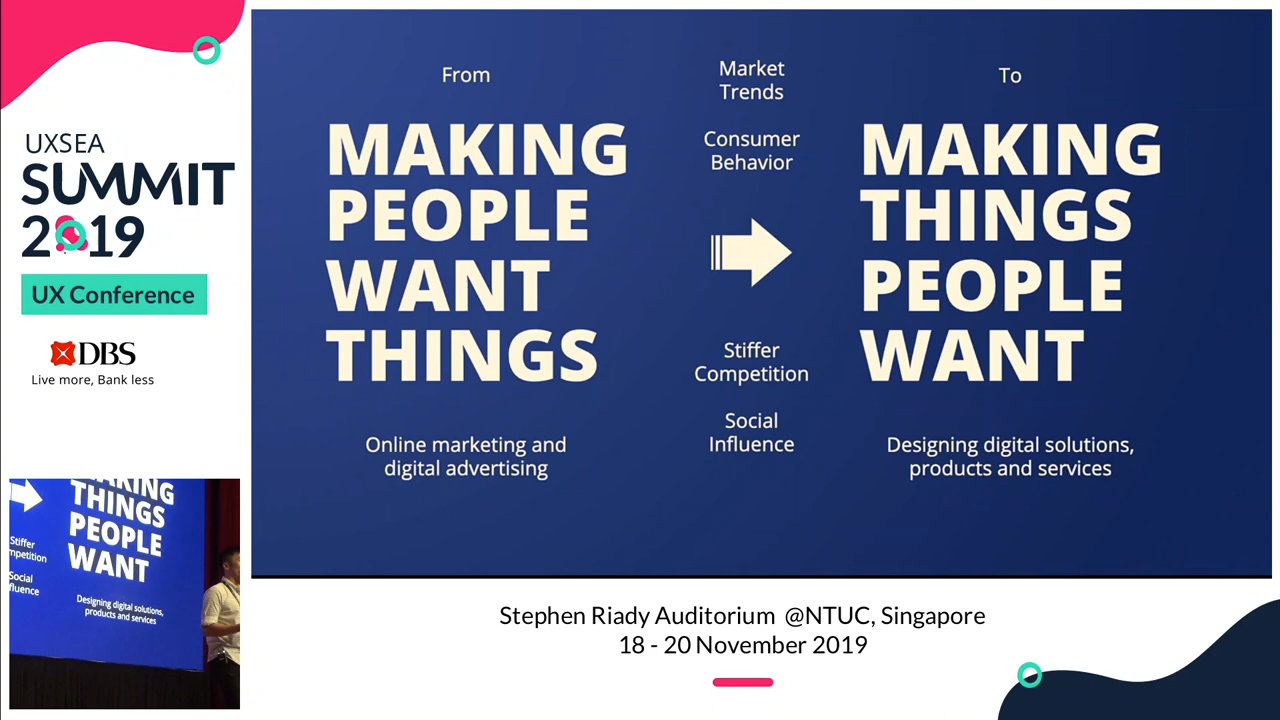 UXSEA
SUMMIT
2019
UX Conference
DBS
Live more, Bank less
From
MAKING
PEOPLE
WANT
THINGS
Online marketing and
digital advertising
Market
Trends
Consumer
Behavior
Stiffer
Competition
Social
Influence
To
MAKING
THINGS
PEOPLE
WANT
Designing digital solutions,
products and services
MAKING
THINGS
PEOPLE
WANT
Stiffer
mpetition
Social
fluence
Designing digital solutions,
products and services
Stephen Riady Auditorium @NTUC, Singapore
18 - 20 November 2019